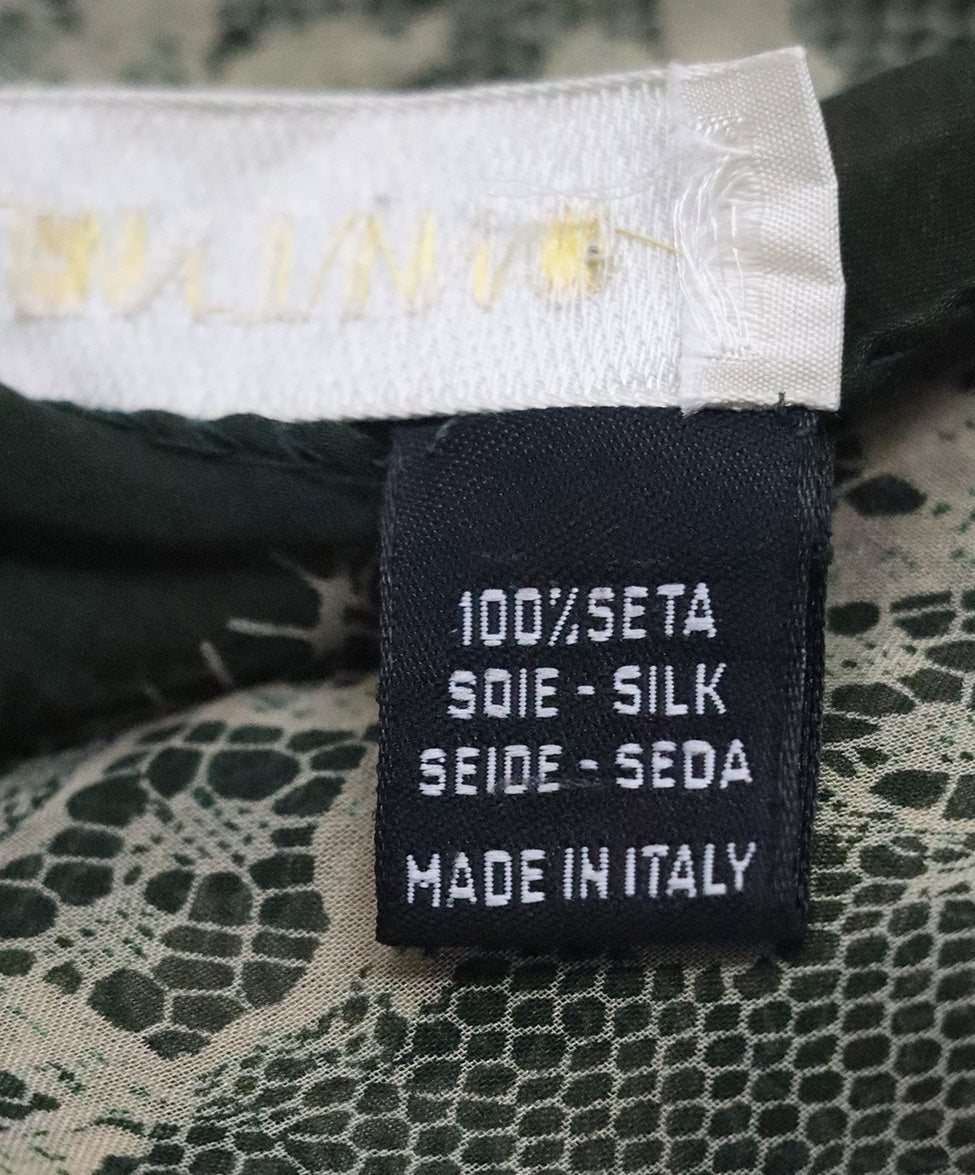 100%SETA
SOIE - SILK
SEIDE - SEDA
MADE IN ITALY